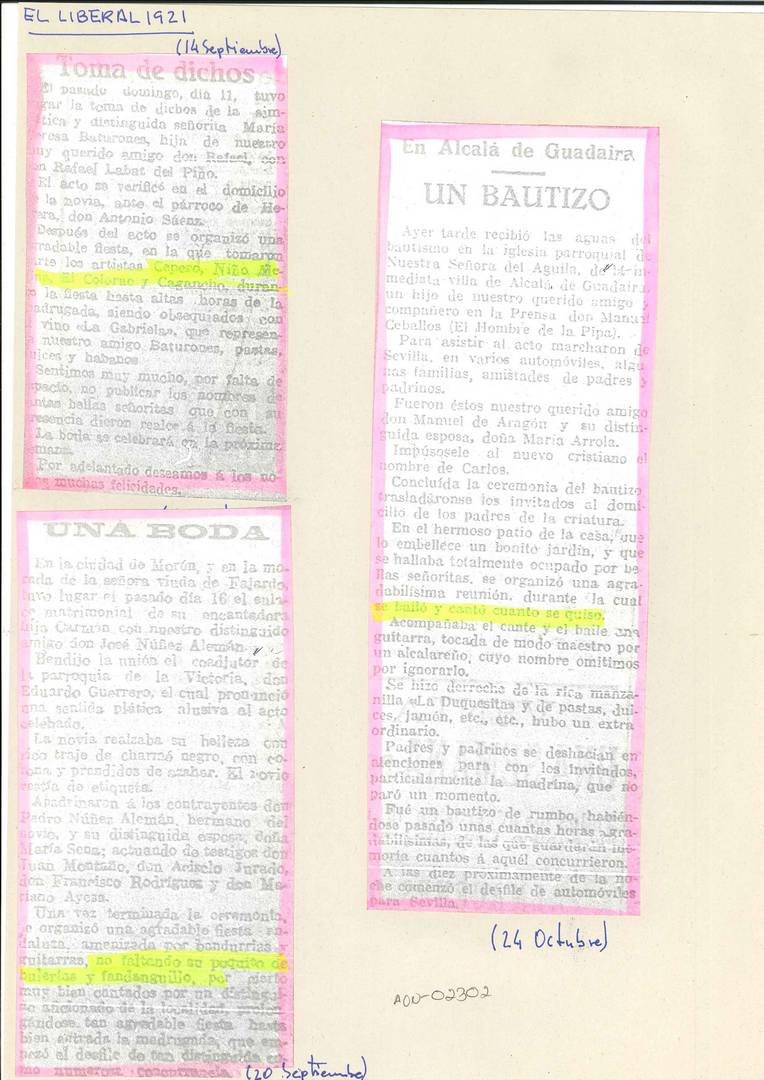 EL LIBERAL 1921
(14 Septiembre)
Toma de dichos
El pasado domingo, día 11, tuvo
gar la toma de dichos de la sim-
tica y distinguida señorita María
eresa Baturones, hija de nuestro
uy querido amigo don Rafael, con
n Rafael Labat del Piño.
El acto se verificó en el domicilio
la novia, ante el párroco de He-
rera, don Antonio Sáenz.
Después del acto se organizó una
gradable fiesta, en la que tomaron
rte los artistas Cepero, Niño Me-
El Colorao y Cagancho, duran-
o la fiesta hasta altas horas de la
adrugada, siendo obsequiados con
vino «La Gabriela», que represen-
nuestro amigo Baturones, pastas,
ulces y habanos.
Sentimos muy mucho, por falta de
spacio, no publicar los nombres de
antas bellas señoritas que con su
resencia dieron realce á la fiesta.
La boda se celebrará en la próxima
mana.
Por adelantado deseamos á los no-
os muchas felicidades.
UNA BODA
En la ciudad de Morón, y en la mo-
rada de la señora viuda de Fajardo,
tuvo lugar el pasado día 16 el enla-
ce matrimonial de su encantadora
hija Carmen con nuestro distinguido
amigo don José Núñez Alemán.
Bendijo la unión el coadjutor de
la parroquia de la Victoria, don
Eduardo Guerrero, el cual pronunció
una sentida plática alusiva al acto
celebado.
La novia realzaba su belleza con
rico traje de charmé negro, con co-
rona y prendidos de azahar. El novio
vestía de etiqueta.
Apadrinaron á los contrayentes don
Pedro Núñez Alemán, hermano del
novio, y su distinguida esposa, doña
María Sena; actuando de testigos don
Juan Montaño, don Arisclo Jurado,
don Francisco Rodríguez y don Ma-
riano Ayesa.
Una vez terminada la ceremonia,
se organizó una agradable fiesta an-
daluza, amenizada por bandurrias y
guitarras, no faltando su poquito de
bulerías y fandanguillo, por cierto
muy bien cantados por un distingui-
do aficionado de la localidad, prolon-
gándose tan agradable fiesta hasta
bien entrada la madrugada, que em-
pezó el desfile de tan distinguida co-
mo numerosa concurrencia.
(20 Septiembre)
En Alcalá de Guadaira
UN BAUTIZO
Ayer tarde recibió las aguas del
bautismo en la iglesia parroquial de
Nuestra Señora del Aguila, de la in-
mediata villa de Alcalá de Guadaira,
un hijo de nuestro querido amigo y
compañero en la Prensa don Manuel
Ceballos (El Hombre de la Pipa).
Para asistir al acto marcharon de
Sevilla, en varios automóviles, algu
nas familias, amistades de padres y
padrinos.
Fueron éstos nuestro querido amigo
don Manuel de Aragón y su distin-
guida esposa, doña María Arrola.
Impúsosele al nuevo cristiano el
nombre de Carlos.
Concluída la ceremonia del bautizo
trasladáronse los invitados al domi-
cilio de los padres de la criatura.
En el hermoso patio de la casa, que
lo embellece un bonito jardín, y que
se hallaba totalmente ocupado por be-
llas señoritas, se organizó una agra-
dabilísima reunión, durante la cual
se bailó y cantó cuanto se quiso.
Acompañaba el cante y el baile una
guitarra, tocada de modo maestro por
un alcalareño, cuyo nombre omitimos
por ignorarlo.
Se hizo derroche de la rica manza-
nilla «La Duquesita» y de pastas, dul-
ces, jamón, etc., etc., hubo un extra
ordinario.
Padres y padrinos se deshacían en
atenciones para con los invitados,
particularmente la madrina, que no
paró un momento.
Fué un bautizo de rumbo, habién-
dose pasado unas cuantas horas agra-
dabilísimas, de las que guardarán me-
moria cuantos á aquél concurrieron.
A las diez próximamente de la no-
che comenzó el desfile de automóviles
para Sevilla.
(24 Octubre)
AOU-02302